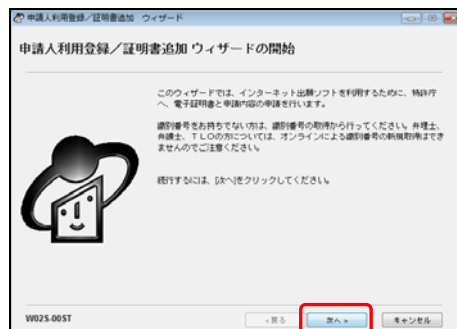 申請人利用登録／証明書追加 ウィザード
申請人利用登録／証明書追加 ウィザードの開始
このウィザードでは、インターネット出願ソフトを利用するために、特許庁
へ、電子証明書と申請内容の申請を行います。
識別番号をお持ちでない方は、識別番号の取得から行ってください。弁理士、
弁護士、ＴＬＯの方については、オンラインによる識別番号の新規取得はでき
ませんのでご注意ください。
続行するには、[次へ]をクリックしてください。
W02S-00ST
<戻る
次へ>
キャンセル